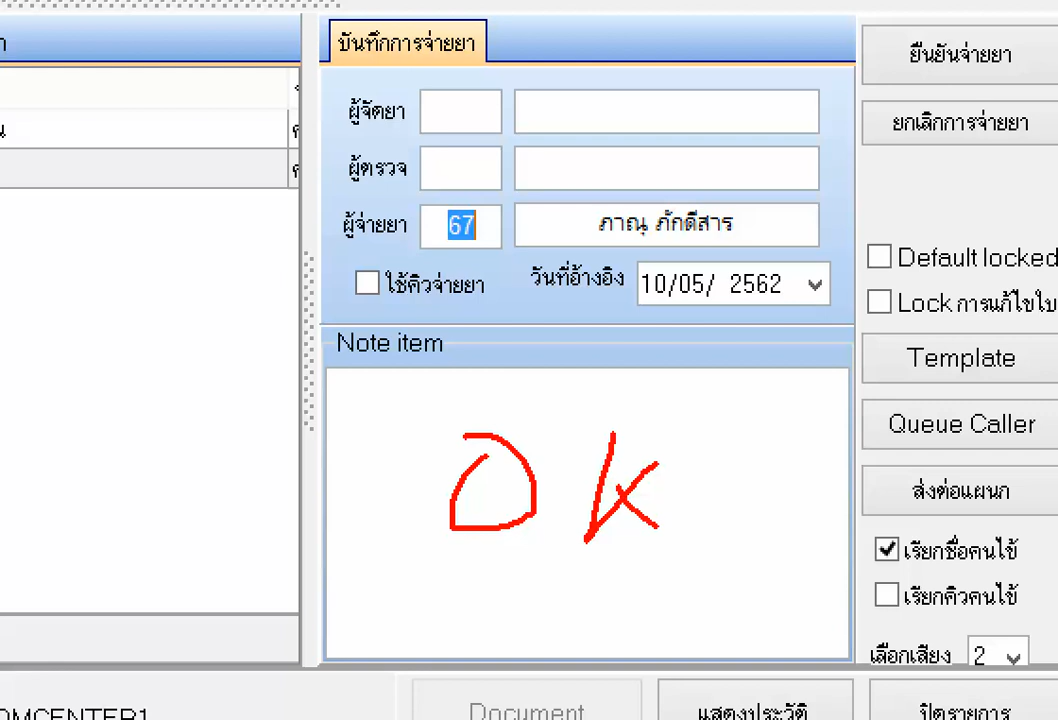 บันทึกการจ่ายยา
ยืนยันจ่ายยา
ผู้จัดยา
ยกเลิกการจ่ายยา
ผู้ตรวจ
ผู้จ่ายยา 67 ภาณุ ภักดีสาร
ใช้คิวจ่ายยา วันที่อ้างอิง 10/05/ 2562
Default locked
Lock การแก้ไขใบ
Note item
Template
Queue Caller
OK
ส่งต่อแผนก
เรียกชื่อคนไข้
เรียกคิวคนไข้
เลือกเสียง 2
OMCENTER1
Document
แสดงประวัติ
ปิดรายการ